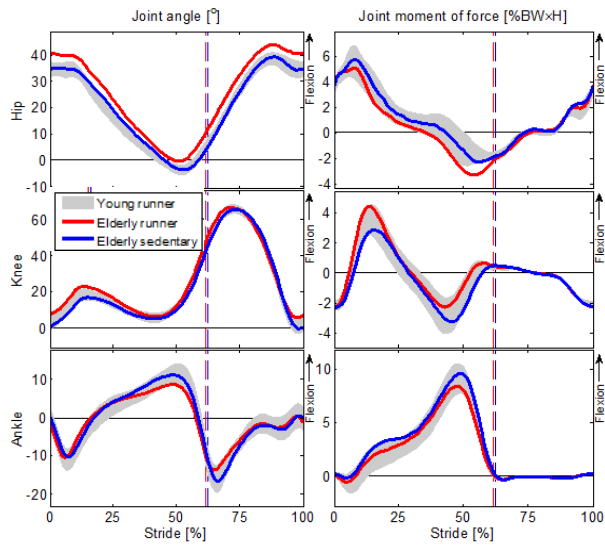 Joint angle [°]
Joint moment of force [%BW×H]
40
30
20
10
0
-10
Hip
Flexion
6
4
2
0
-2
-4
Flexion
Young runner
Elderly runner
Elderly sedentary
60
40
20
0
Knee
4
2
0
-2
-4
Flexion
10
0
-10
-20
Ankle
Flexion
10
5
0
Flexion
0 25 50 75 100
Stride [%]
0 25 50 75 100
Stride [%]